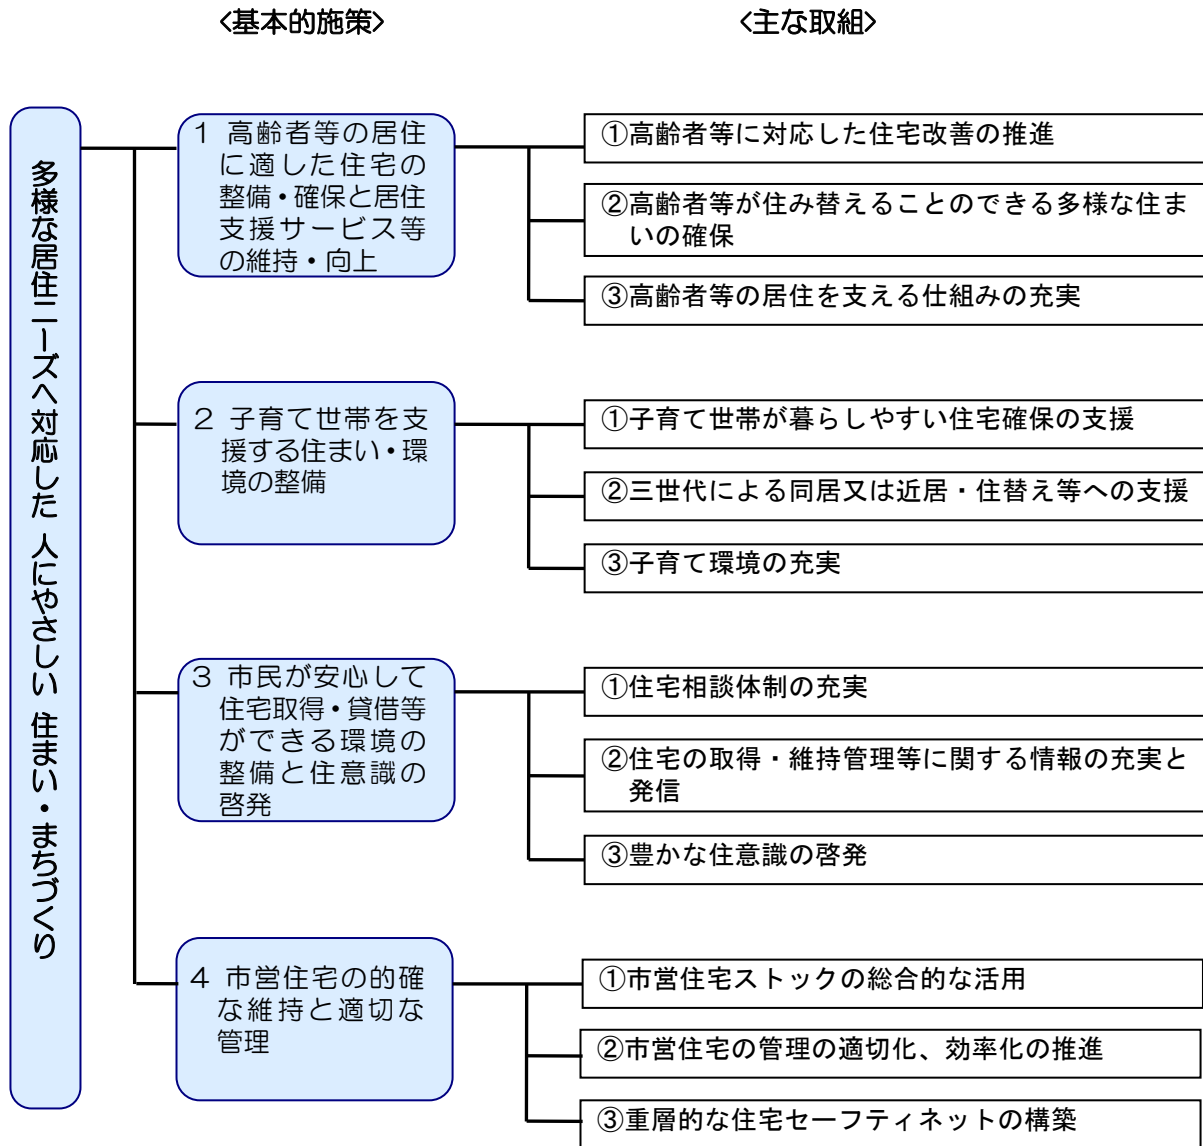 <基本的施策>
<主な取組>
多様な居住ニーズへ対応した 人にやさしい 住まい・まちづくり
１ 高齢者等の居住
に適した住宅の
整備・確保と居住
支援サービス等
の維持・向上
①高齢者等に対応した住宅改善の推進
②高齢者等が住み替えることのできる多様な住ま
いの確保
③高齢者等の居住を支える仕組みの充実
２ 子育て世帯を支
援する住まい・環
境の整備
①子育て世帯が暮らしやすい住宅確保の支援
②三世代による同居又は近居・住替え等への支援
③子育て環境の充実
３ 市民が安心して
住宅取得・貸借等
ができる環境の
整備と住意識の
啓発
①住宅相談体制の充実
②住宅の取得・維持管理等に関する情報の充実と
発信
③豊かな住意識の啓発
４ 市営住宅の的確
な維持と適切な
管理
①市営住宅ストックの総合的な活用
②市営住宅の管理の適切化、効率化の推進
③重層的な住宅セーフティネットの構築